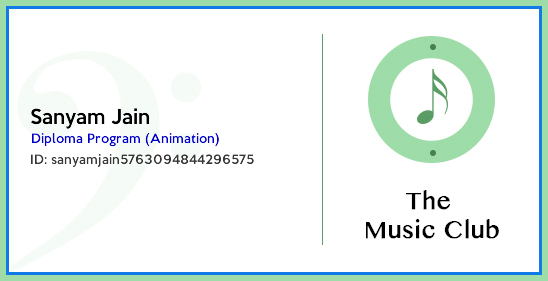 Sanyam Jain
Diploma Program (Animation)
ID: sanyamjain5763094844296575
The
Music Club